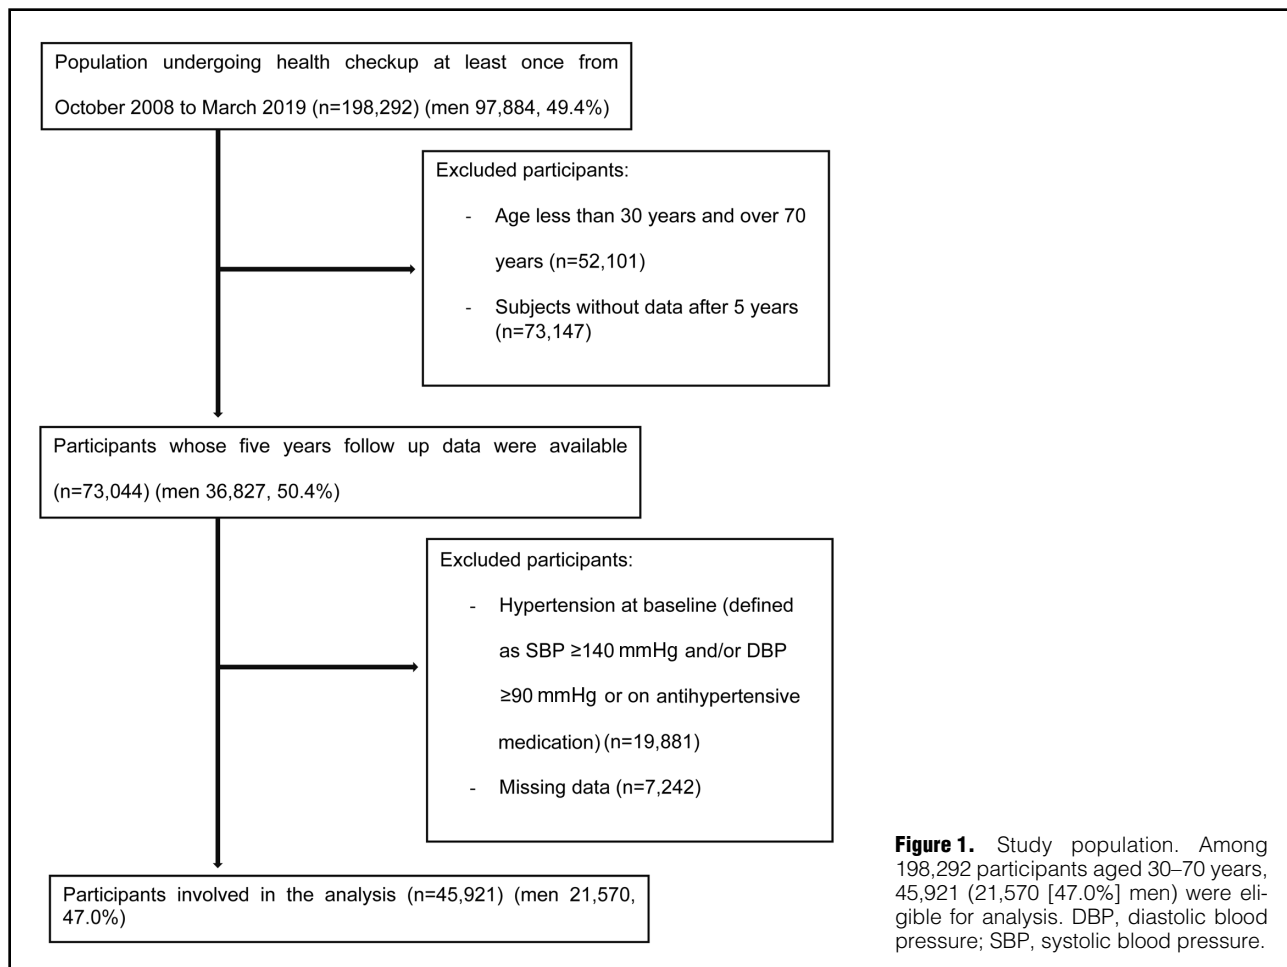 Population undergoing health checkup at least once from
October 2008 to March 2019 (n=198,292) (men 97,884, 49.4%)
Excluded participants:
- Age less than 30 years and over 70
years (n=52,101)
- Subjects without data after 5 years
(n=73,147)
Participants whose five years follow up data were available
(n=73,044) (men 36,827, 50.4%)
Excluded participants:
- Hypertension at baseline (defined
as SBP ≥140 mmHg and/or DBP
≥90 mmHg or on antihypertensive
medication) (n=19,881)
- Missing data (n=7,242)
Participants involved in the analysis (n=45,921) (men 21,570,
47.0%)
Figure 1. Study population. Among
198,292 participants aged 30–70 years,
45,921 (21,570 [47.0%] men) were eli-
gible for analysis. DBP, diastolic blood
pressure; SBP, systolic blood pressure.